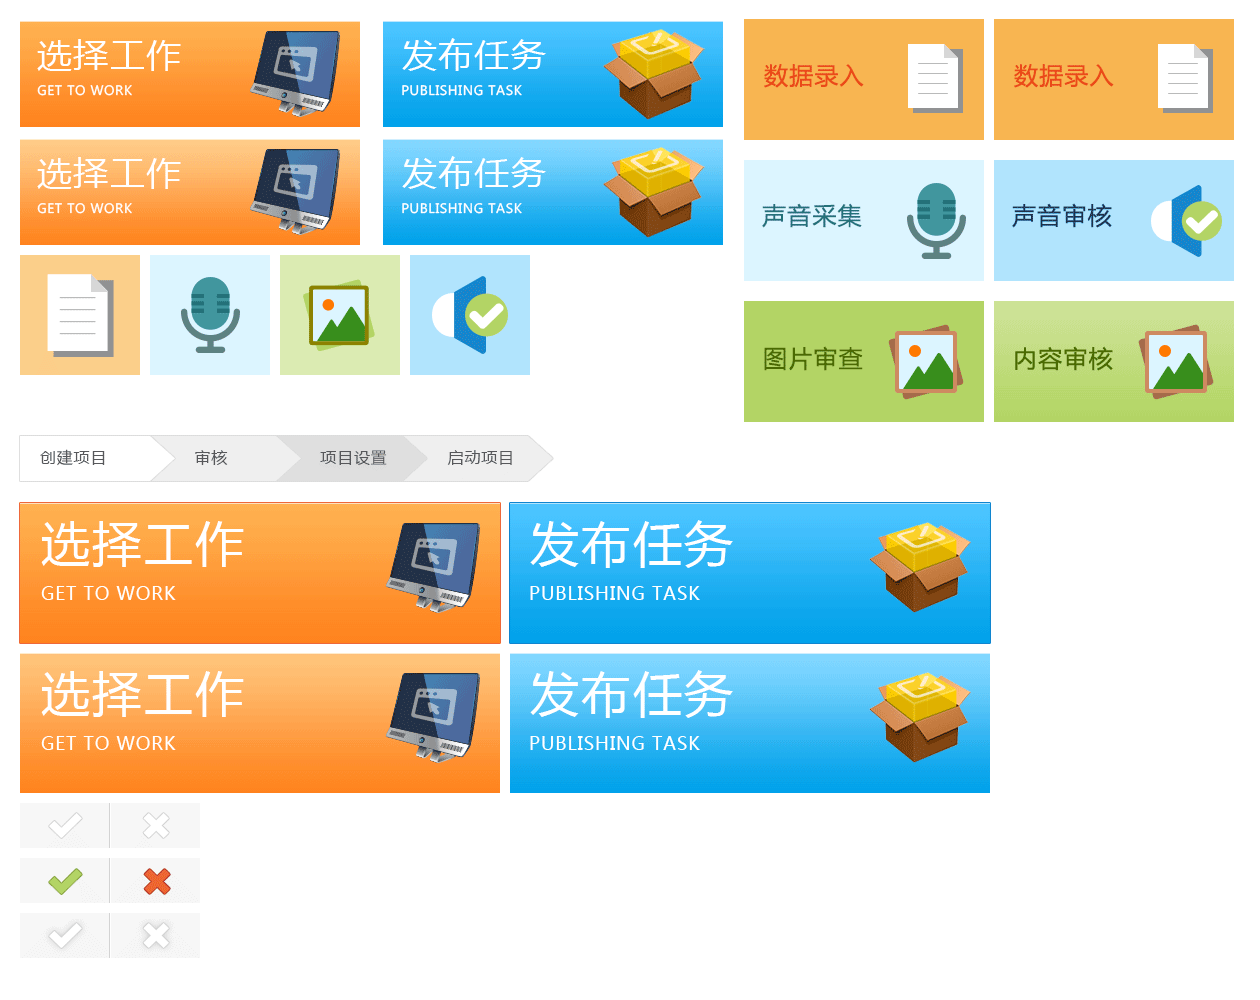 选择工作
GET TO WORK
发布任务
PUBLISHING TASK
数据录入
数据录入
选择工作
GET TO WORK
发布任务
PUBLISHING TASK
声音采集
声音审核
图片审查
内容审核
创建项目
审核
项目设置
启动项目
选择工作
GET TO WORK
发布任务
PUBLISHING TASK
选择工作
GET TO WORK
发布任务
PUBLISHING TASK